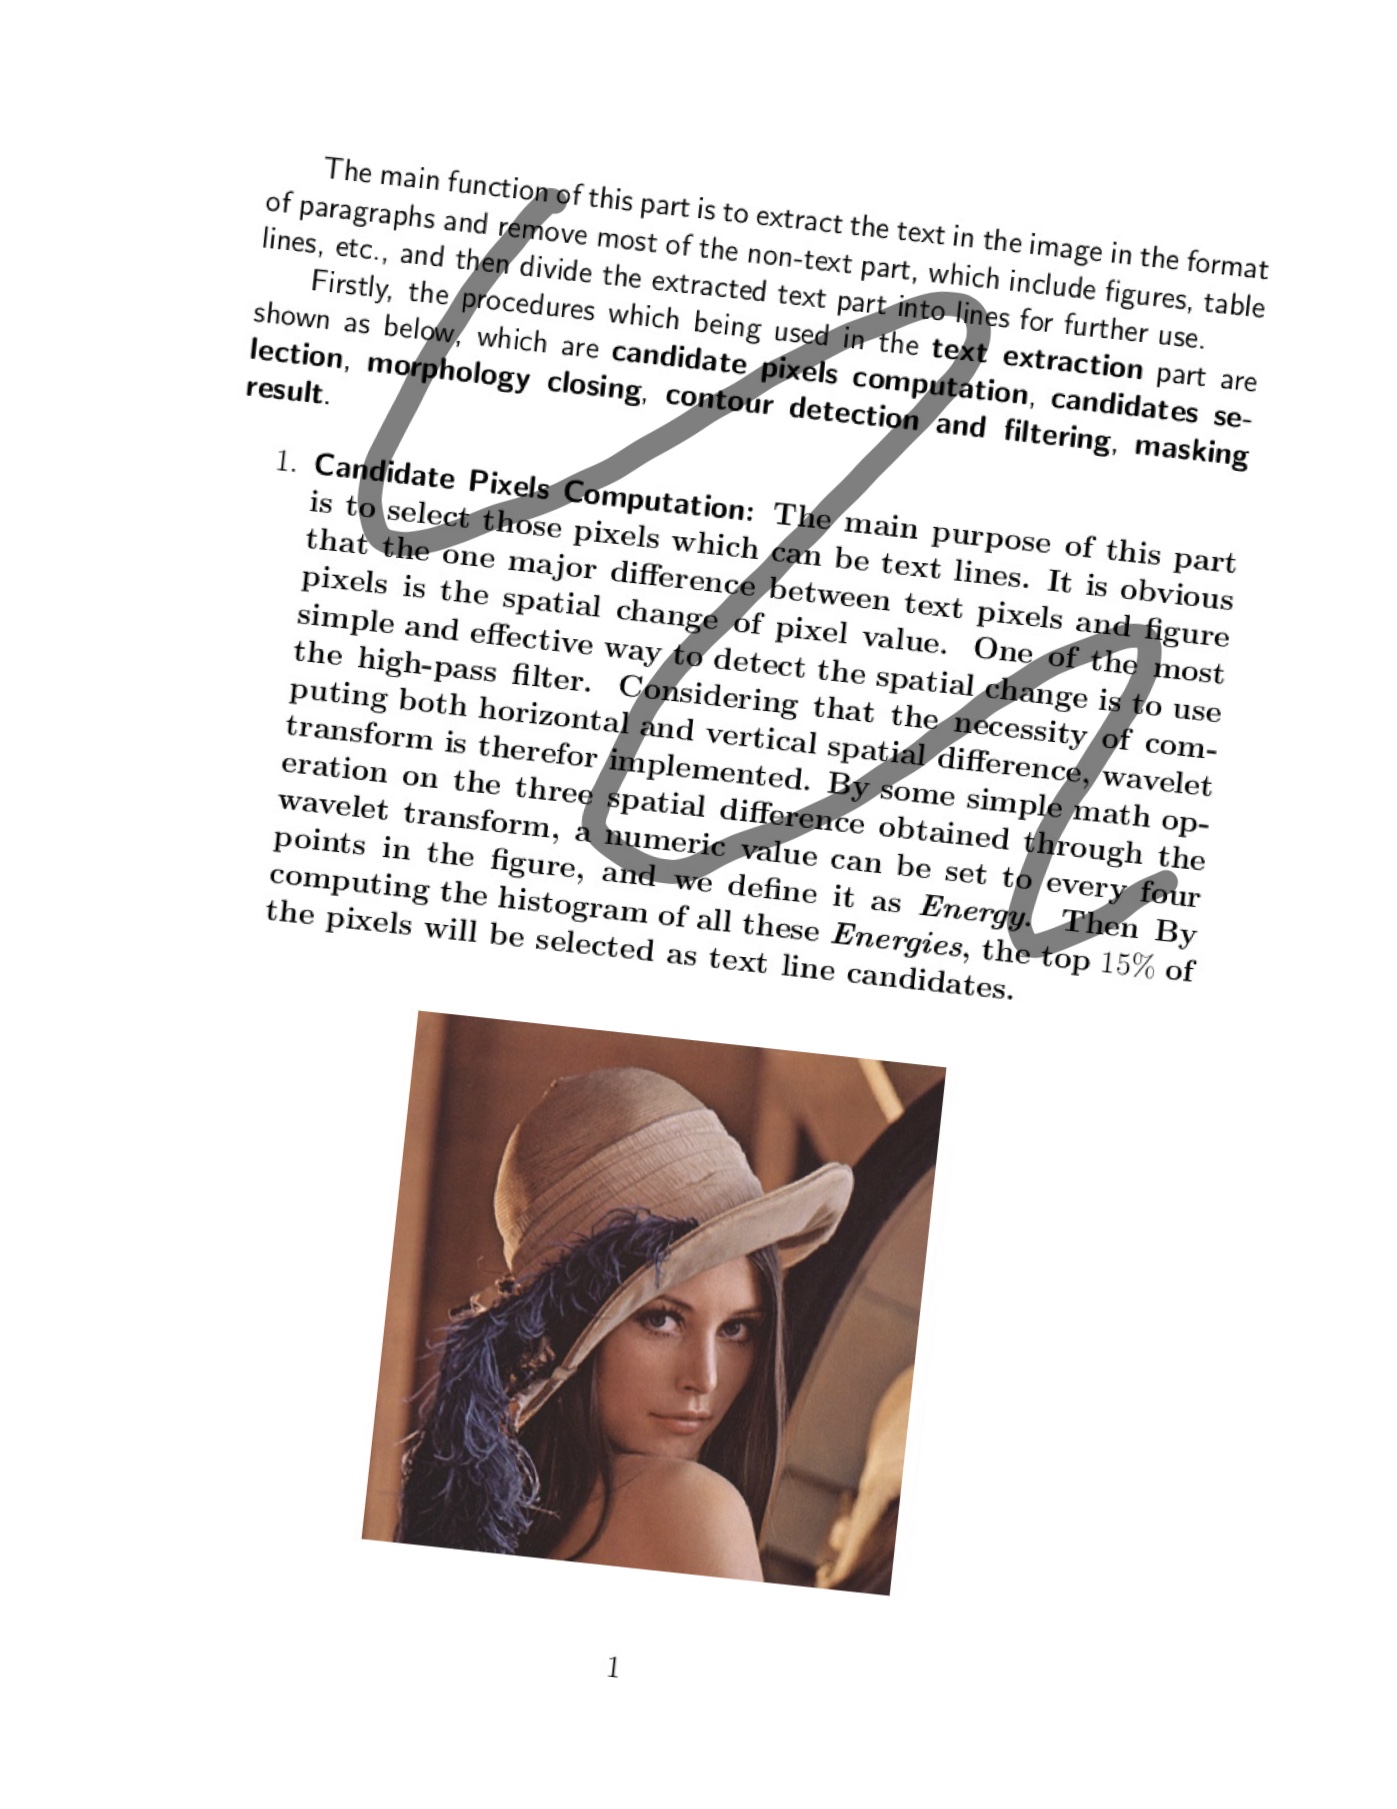 The main function of this part is to extract the text in the image in the format
of paragraphs and remove most of the non-text part, which include figures, table
lines, etc., and then divide the extracted text part into lines for further use.
Firstly, the procedures which being used in the text extraction part are
shown as below, which are candidate pixels computation, candidates se-
lection, morphology closing, contour detection and filtering, masking
result.
1. Candidate Pixels Computation: The main purpose of this part
is to select those pixels which can be text lines. It is obvious
that the one major difference between text pixels and figure
pixels is the spatial change of pixel value. One of the most
simple and effective way to detect the spatial change is to use
the high-pass filter. Considering that the necessity of com-
puting both horizontal and vertical spatial difference, wavelet
transform is therefor implemented. By some simple math op-
eration on the three spatial difference obtained through the
wavelet transform, a numeric value can be set to every four
points in the figure, and we define it as Energy. Then By
computing the histogram of all these Energies, the top 15% of
the pixels will be selected as text line candidates.
1